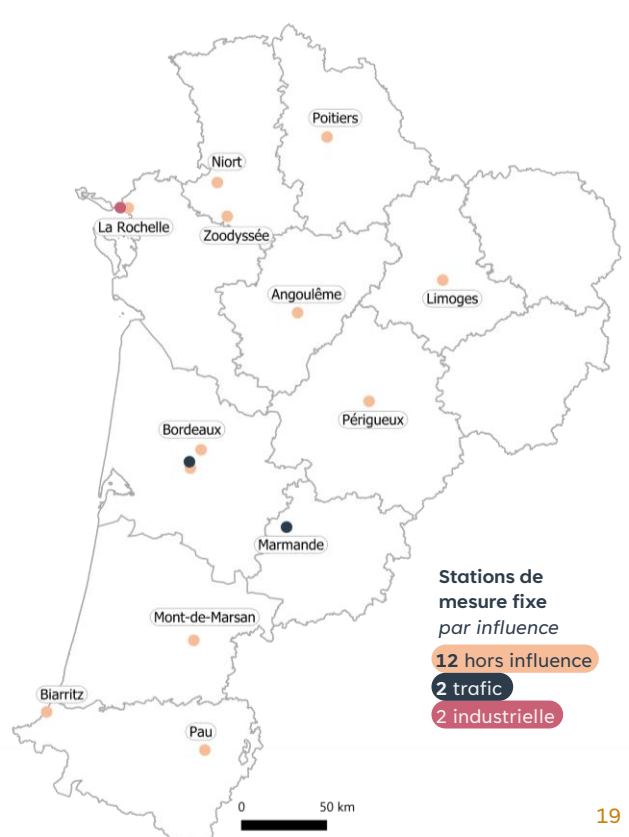 Poitiers
Niort
La Rochelle
Zoodyssée
Angoulême
Limoges
Périgueux
Bordeaux
Marmande
Mont-de-Marsan
Biarritz
Pau
Stations de
mesure fixe
par influence
12 hors influence
2 trafic
2 industrielle
0 50 km
19